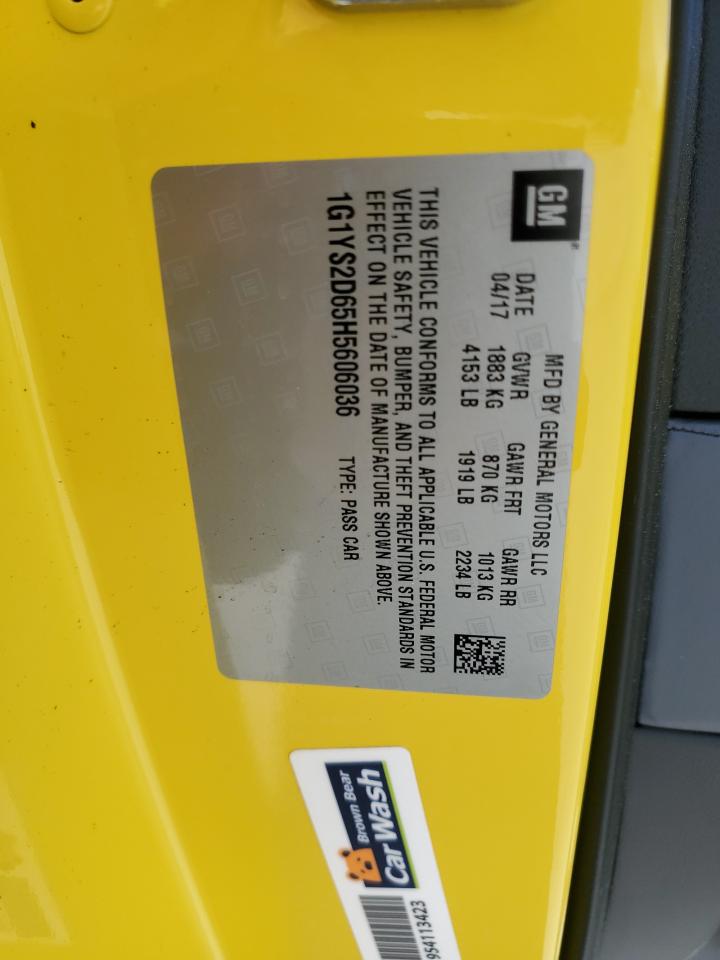 GM
MFD BY GENERAL MOTORS LLC
DATE GVWR GAWR FRT GAWR RR
04/17 1883 KG 870 KG 1013 KG
4153 LB 1919 LB 2234 LB
THIS VEHICLE CONFORMS TO ALL APPLICABLE U.S. FEDERAL MOTOR
VEHICLE SAFETY, BUMPER, AND THEFT PREVENTION STANDARDS IN
EFFECT ON THE DATE OF MANUFACTURE SHOWN ABOVE.
1G1YS2D65H5606036 TYPE: PASS CAR
Brown Bear
Car Wash
954113423